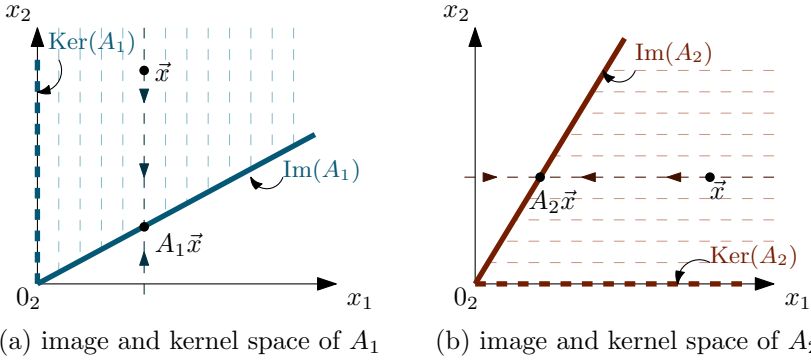 x₂
Ker(A₁)
x⃗
Im(A₁)
A₁x⃗
0₂
x₁
(a) image and kernel space of A₁
x₂
Im(A₂)
x⃗
A₂x⃗
Ker(A₂)
0₂
x₁
(b) image and kernel space of A